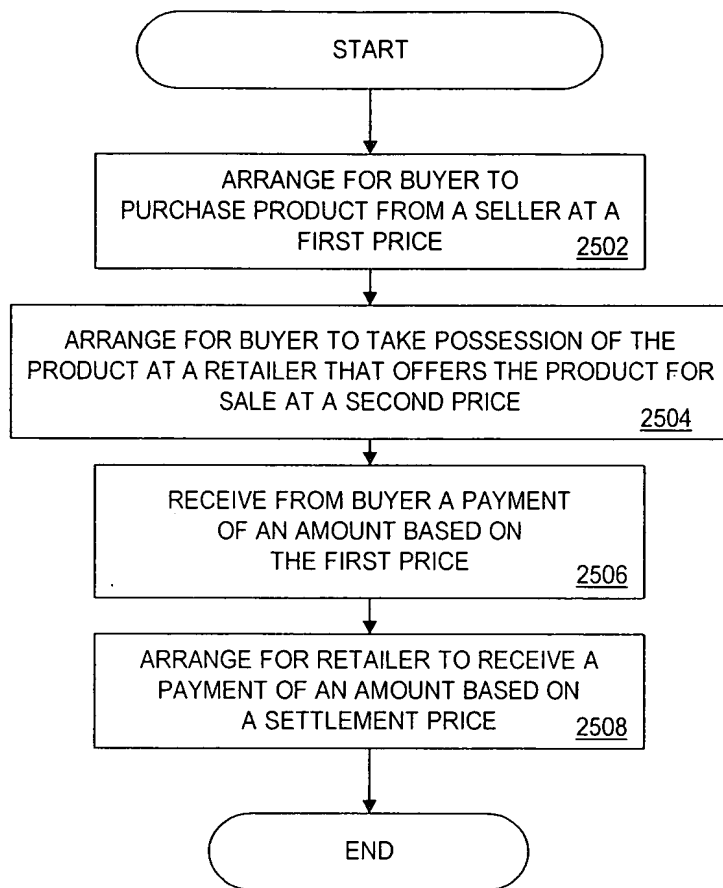 START
ARRANGE FOR BUYER TO
PURCHASE PRODUCT FROM A SELLER AT A
FIRST PRICE
2502
ARRANGE FOR BUYER TO TAKE POSSESSION OF THE
PRODUCT AT A RETAILER THAT OFFERS THE PRODUCT FOR
SALE AT A SECOND PRICE
2504
RECEIVE FROM BUYER A PAYMENT
OF AN AMOUNT BASED ON
THE FIRST PRICE
2506
ARRANGE FOR RETAILER TO RECEIVE A
PAYMENT OF AN AMOUNT BASED ON
A SETTLEMENT PRICE
2508
END